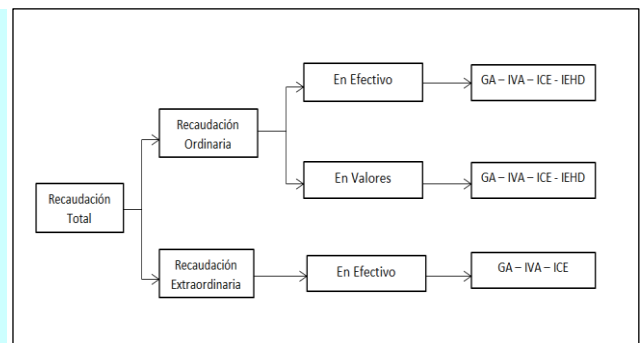 En Efectivo
GA – IVA – ICE - IEHD
Recaudación
Ordinaria
En Valores
GA – IVA – ICE - IEHD
Recaudación
Total
Recaudación
Extraordinaria
En Efectivo
GA – IVA – ICE